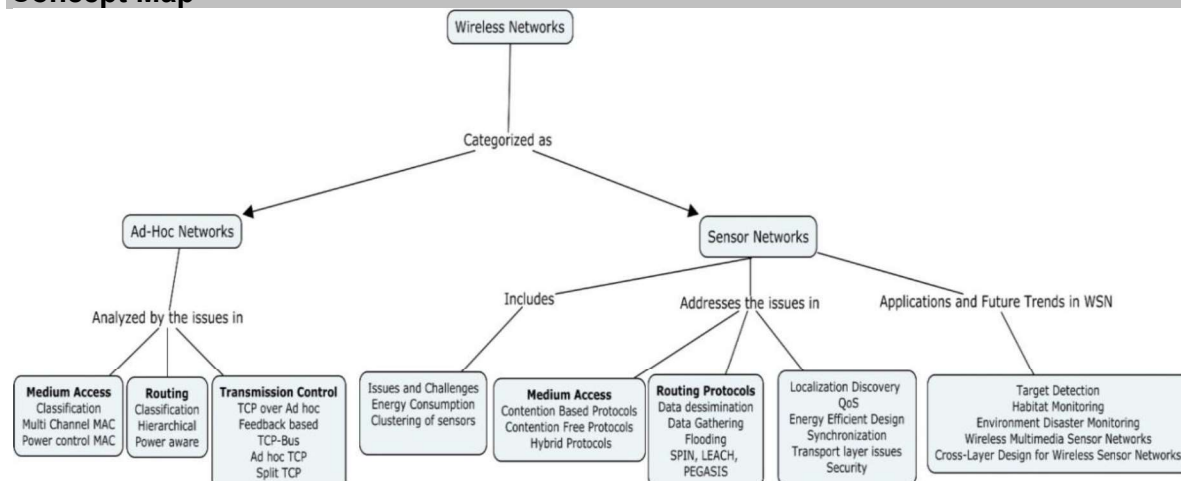 Concept Map
Wireless Networks
Categorized as
Ad-Hoc Networks
Sensor Networks
Includes
Addresses the issues in
Applications and Future Trends in WSN
Analyzed by the issues in
Medium Access
Classification
Multi Channel MAC
Power control MAC
Routing
Classification
Hierarchical
Power aware
Transmission Control
TCP over Ad hoc
Feedback based
TCP-Bus
Ad hoc TCP
Split TCP
Issues and Challenges
Energy Consumption
Clustering of sensors
Medium Access
Contention Based Protocols
Contention Free Protocols
Hybrid Protocols
Routing Protocols
Data dessimination
Data Gathering
Flooding
SPIN, LEACH,
PEGASIS
Localization Discovery
QoS
Energy Efficient Design
Synchronization
Transport layer issues
Security
Target Detection
Habitat Monitoring
Environment Disaster Monitoring
Wireless Multimedia Sensor Networks
Cross-Layer Design for Wireless Sensor Networks